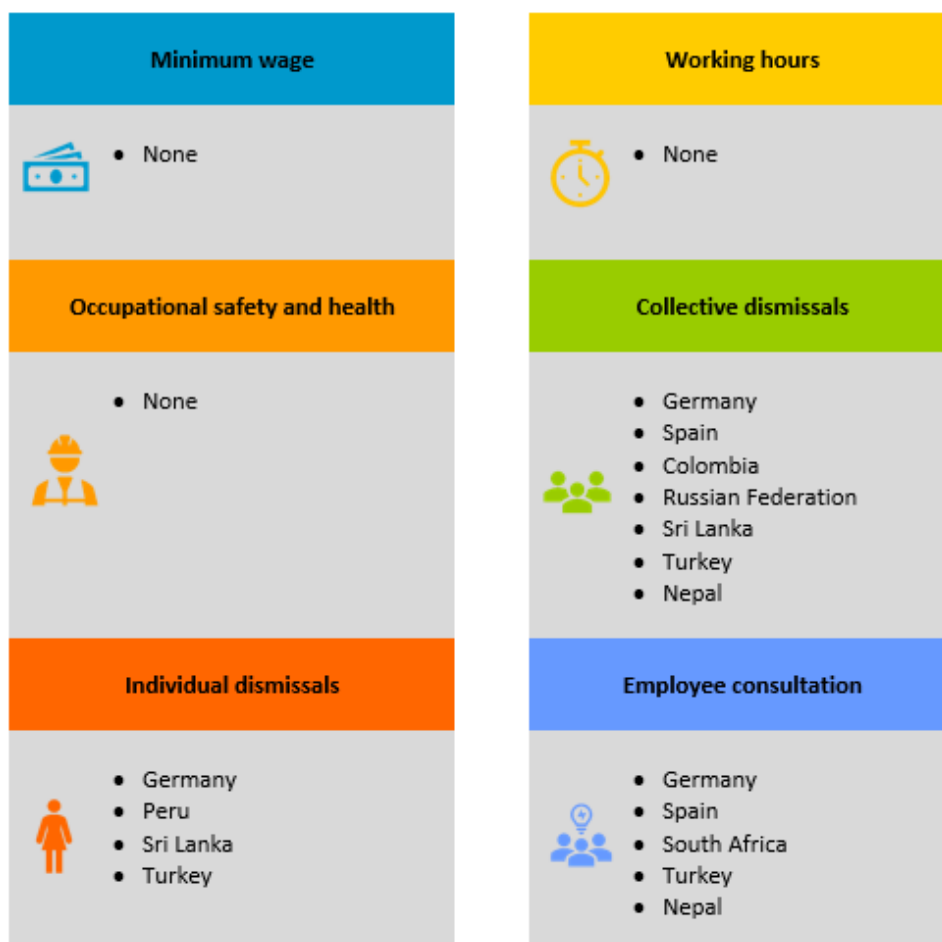 Minimum wage
• None
Working hours
• None
Occupational safety and health
• None
Collective dismissals
• Germany
• Spain
• Colombia
• Russian Federation
• Sri Lanka
• Turkey
• Nepal
Individual dismissals
• Germany
• Peru
• Sri Lanka
• Turkey
Employee consultation
• Germany
• Spain
• South Africa
• Turkey
• Nepal